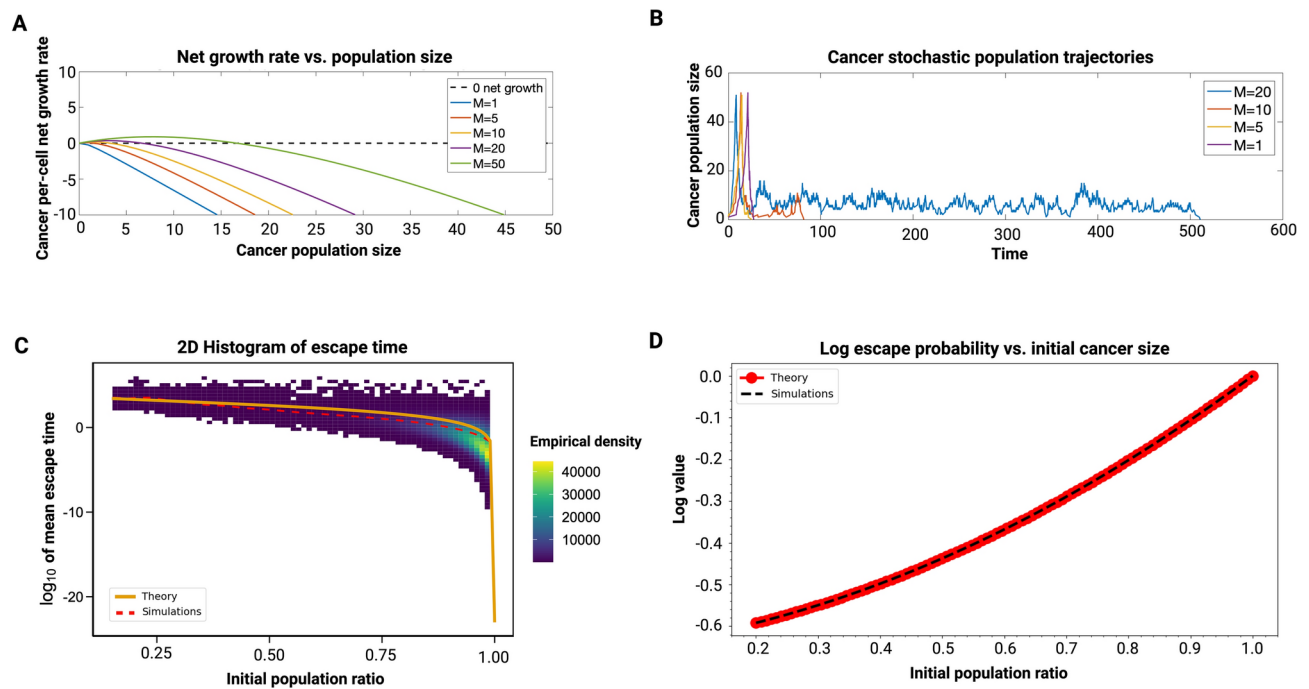 A
Net growth rate vs. population size
Cancer per-cell net growth rate
10
5
0
-5
-10
0 5 10 15 20 25 30 35 40 45 50
Cancer population size
0 net growth
M=1
M=5
M=10
M=20
M=50
B
Cancer stochastic population trajectories
Cancer population size
60
40
20
0
0 100 200 300 400 500 600
Time
M=20
M=10
M=5
M=1
C
2D Histogram of escape time
log₁₀ of mean escape time
0
-10
-20
0.25 0.50 0.75 1.00
Initial population ratio
Theory
Simulations
Empirical density
40000
30000
20000
10000
D
Log escape probability vs. initial cancer size
Log value
0.0
-0.1
-0.2
-0.3
-0.4
-0.5
-0.6
0.2 0.3 0.4 0.5 0.6 0.7 0.8 0.9 1.0
Initial population ratio
Theory
Simulations